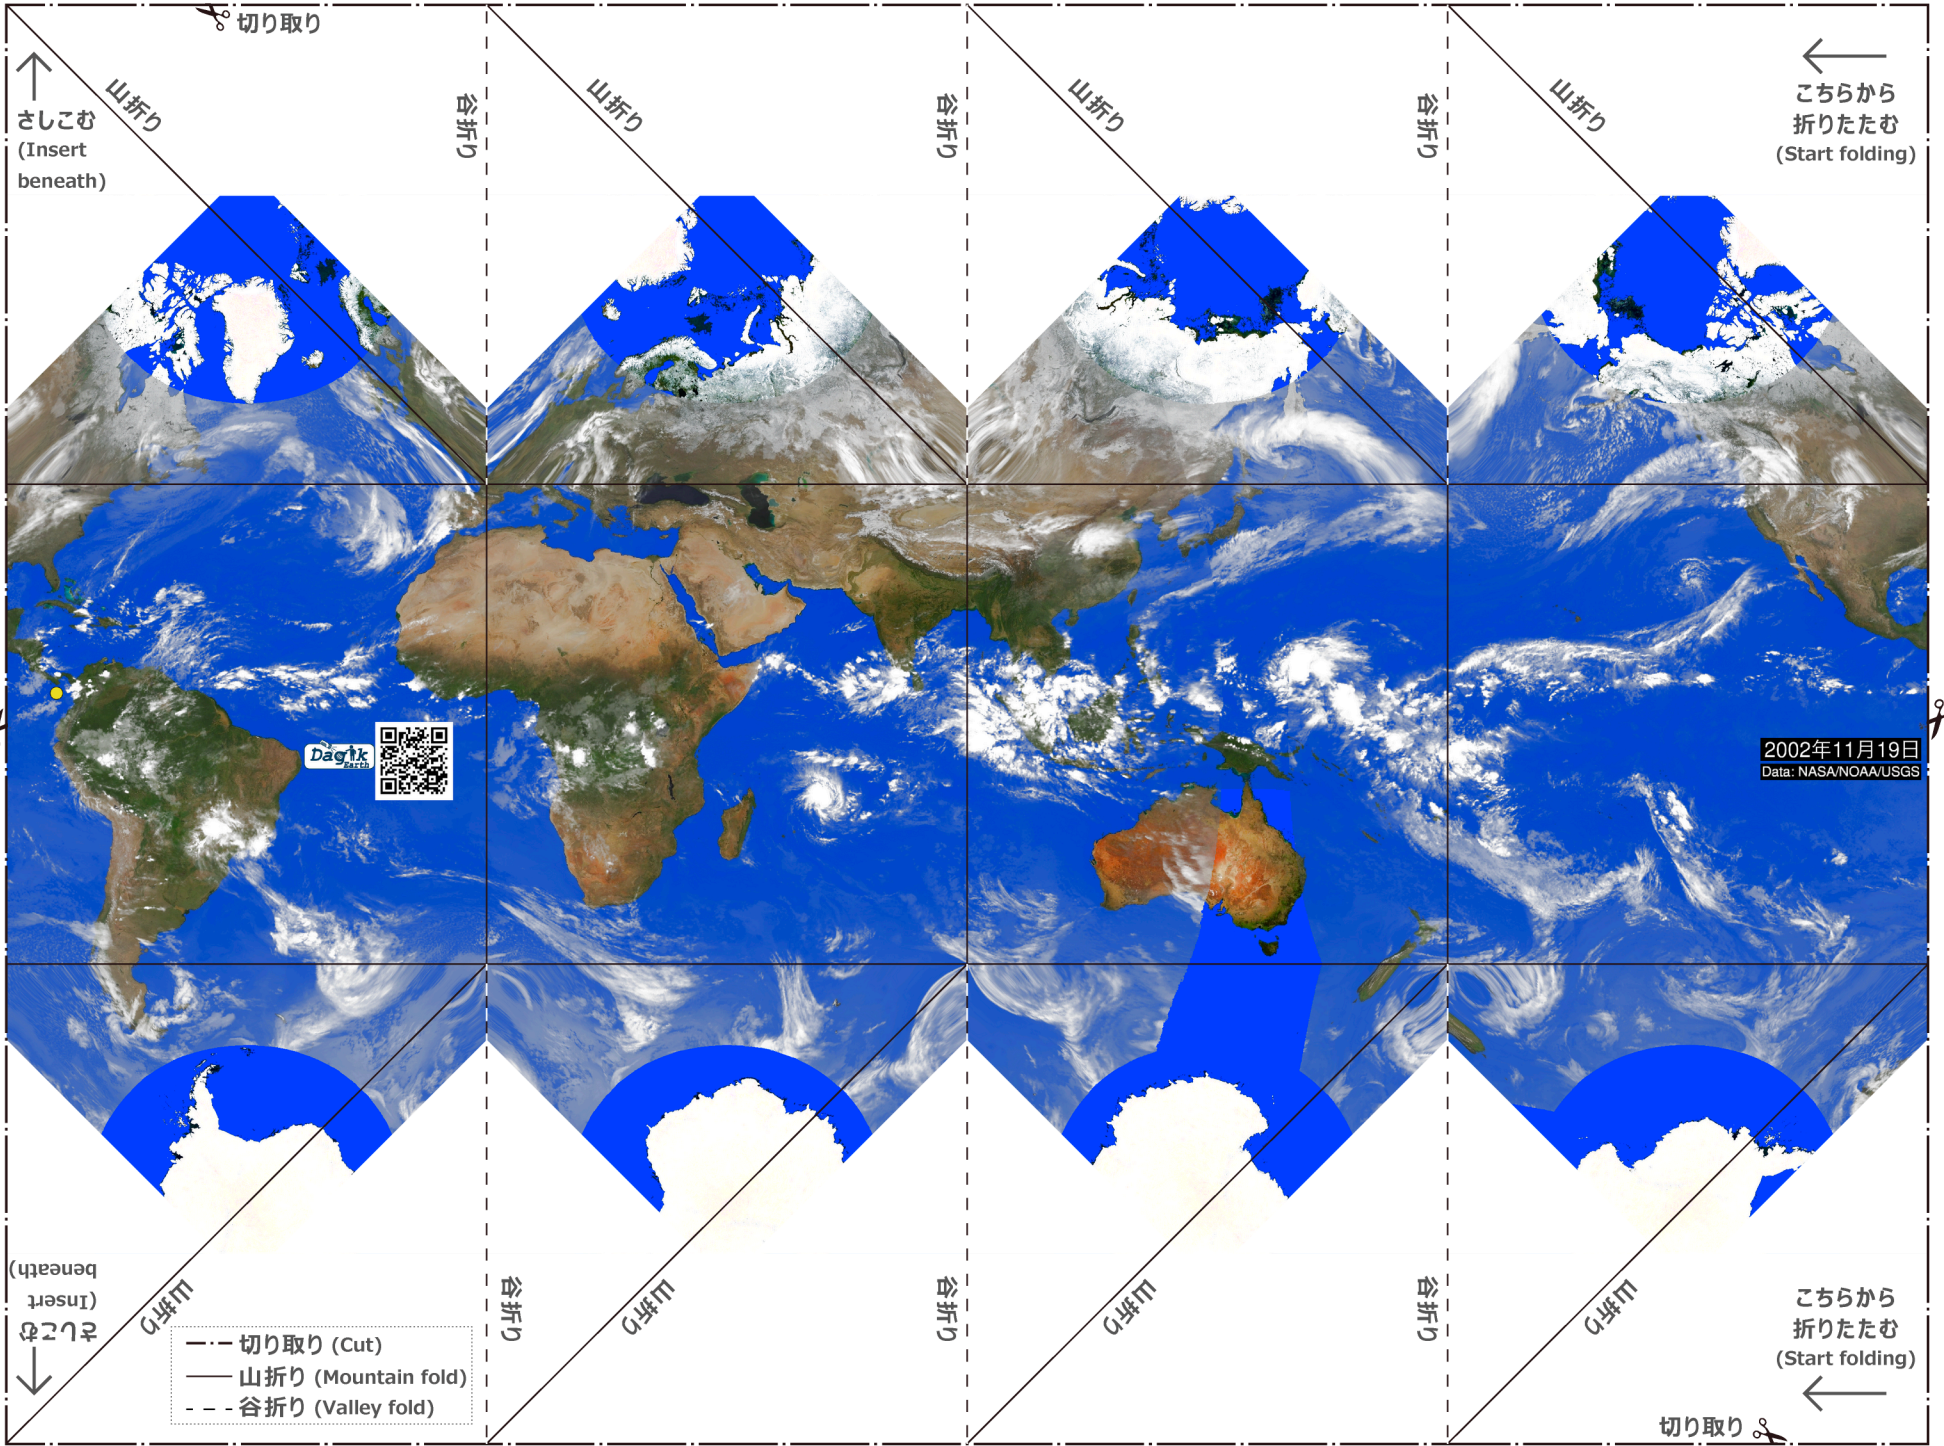 切り取り
山折り
谷折り
山折り
谷折り
山折り
谷折り
山折り
さしこむ
(Insert
beneath)
こちらから
折りたたむ
(Start folding)
Dagik
Earth
2002年11月19日
Data: NASA/NOAA/USGS
さしこむ
(Insert
beneath)
山折り
谷折り
山折り
谷折り
山折り
谷折り
山折り
こちらから
折りたたむ
(Start folding)
切り取り (Cut)
山折り (Mountain fold)
谷折り (Valley fold)
切り取り